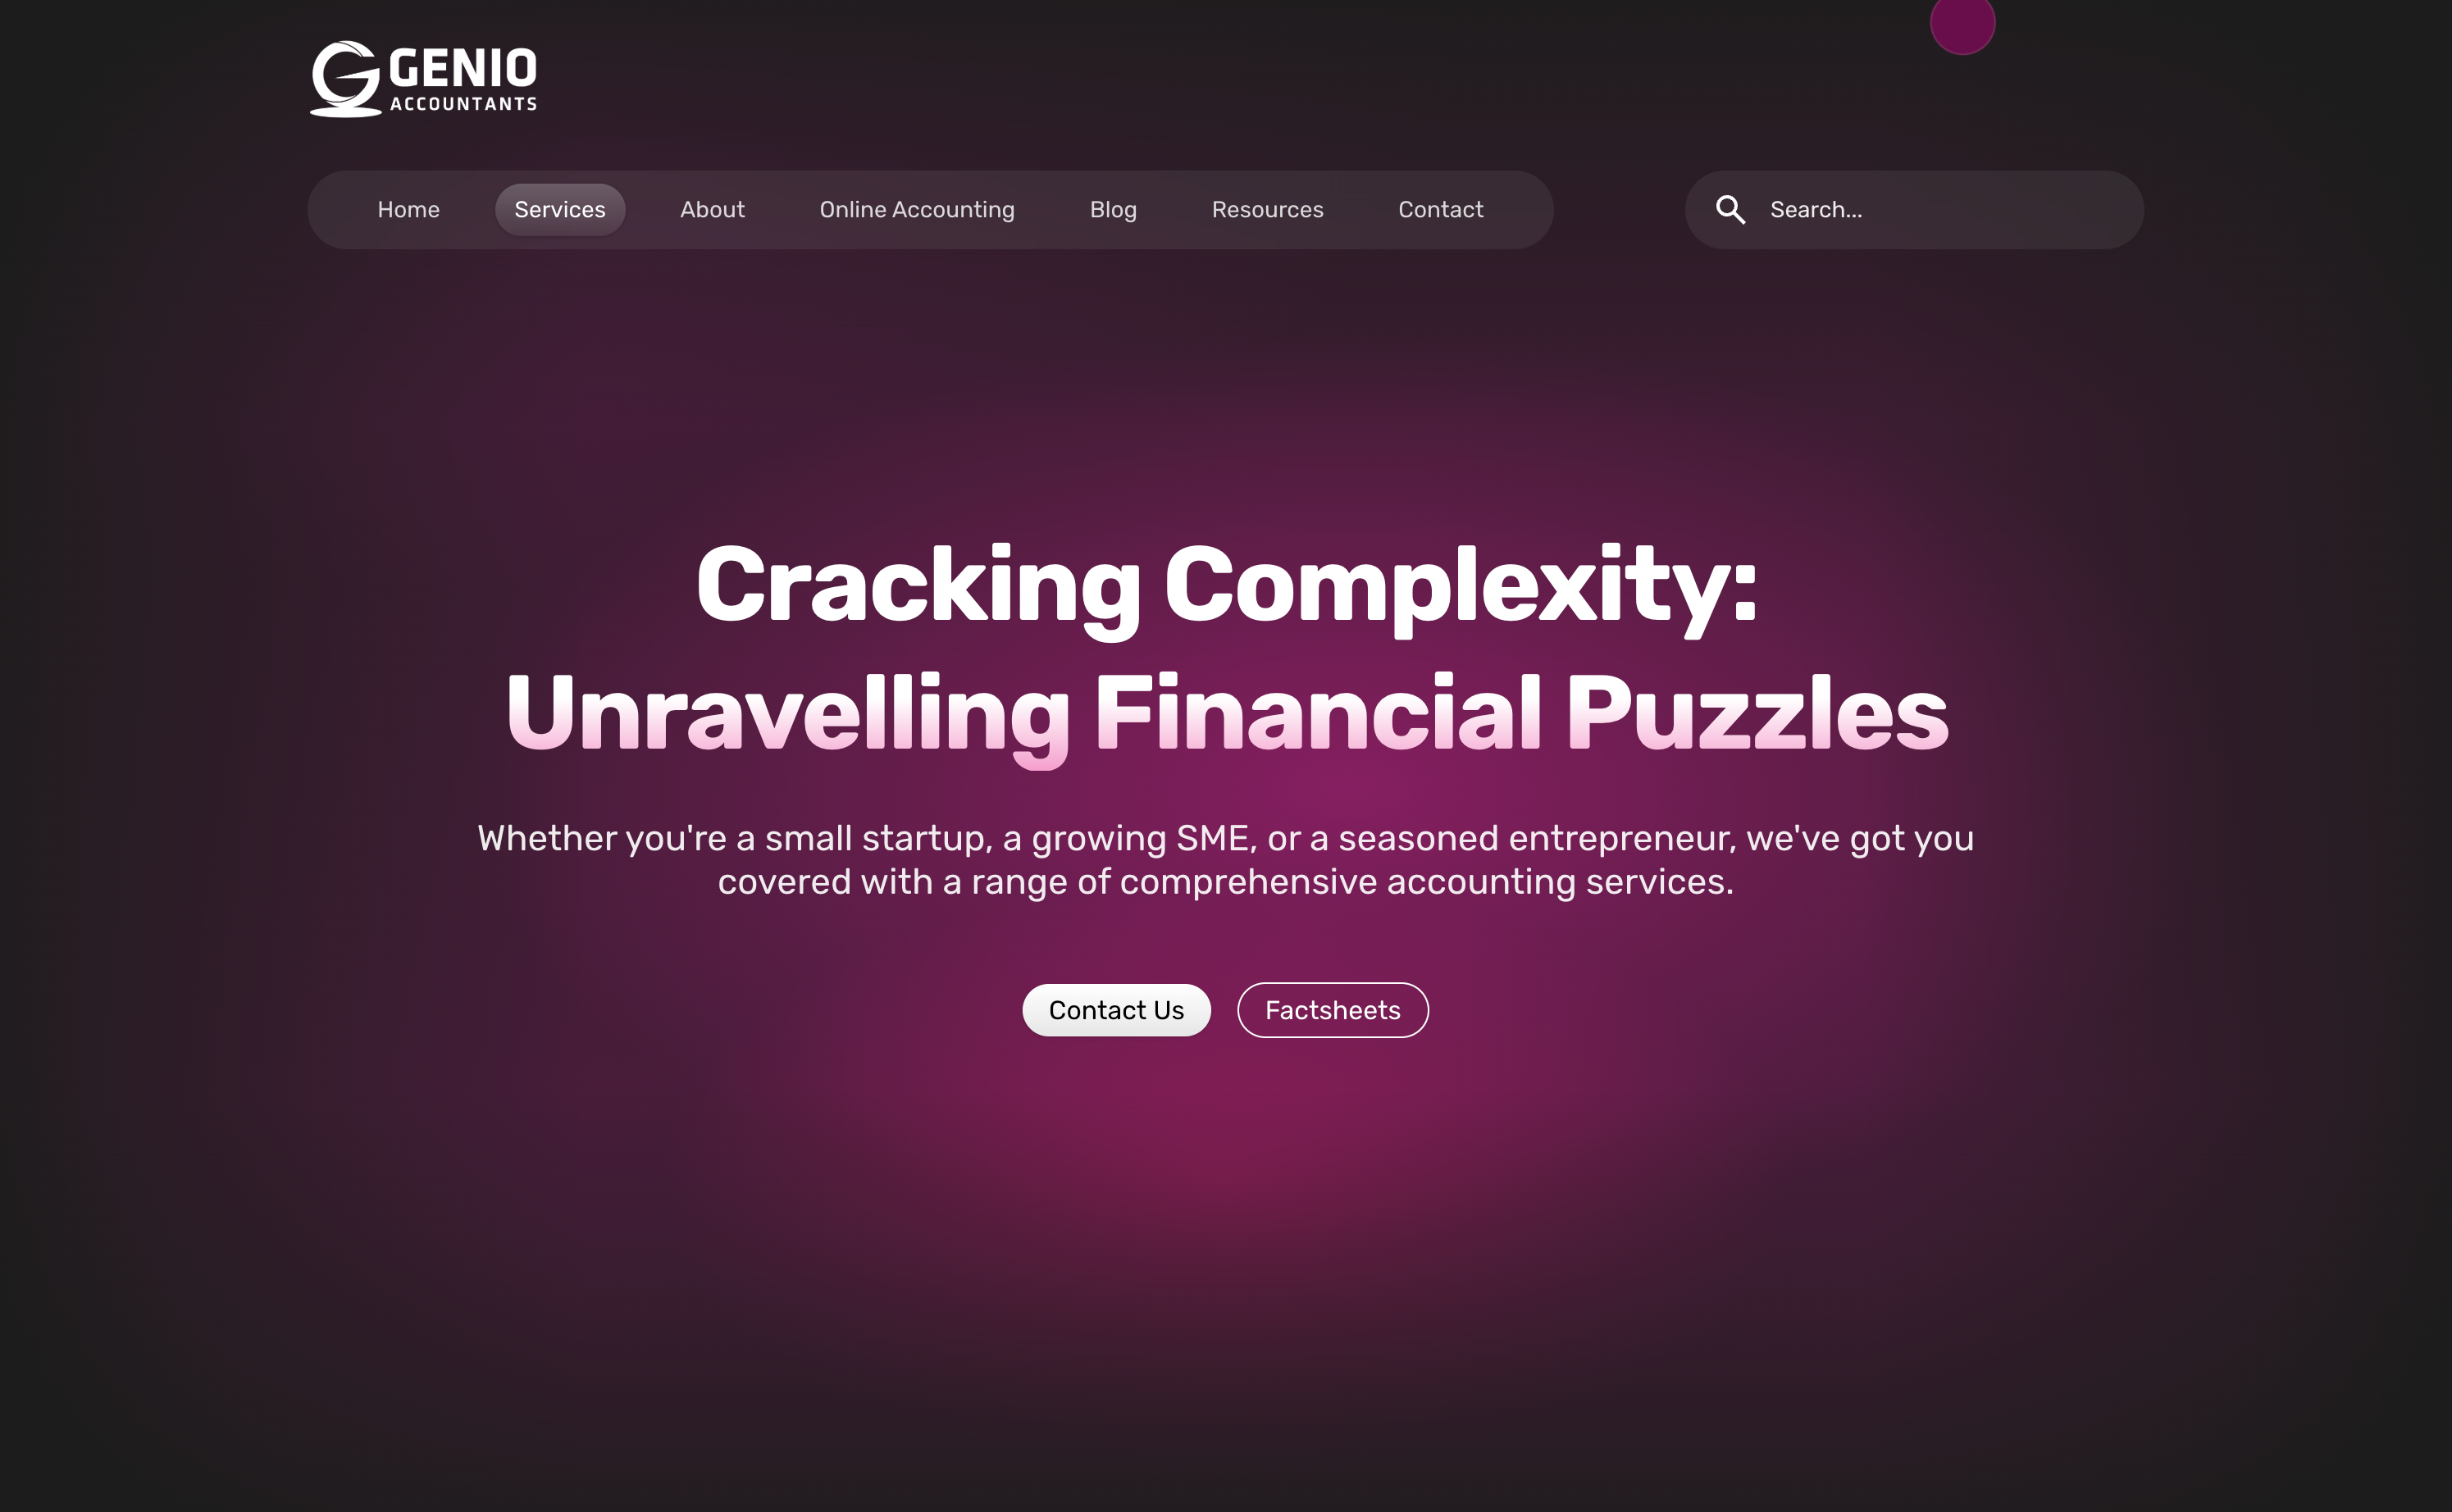 GENIO
ACCOUNTANTS
Home Services About Online Accounting Blog Resources Contact Search...
Cracking Complexity:
Unravelling Financial Puzzles
Whether you're a small startup, a growing SME, or a seasoned entrepreneur, we've got you
covered with a range of comprehensive accounting services.
Contact Us Factsheets